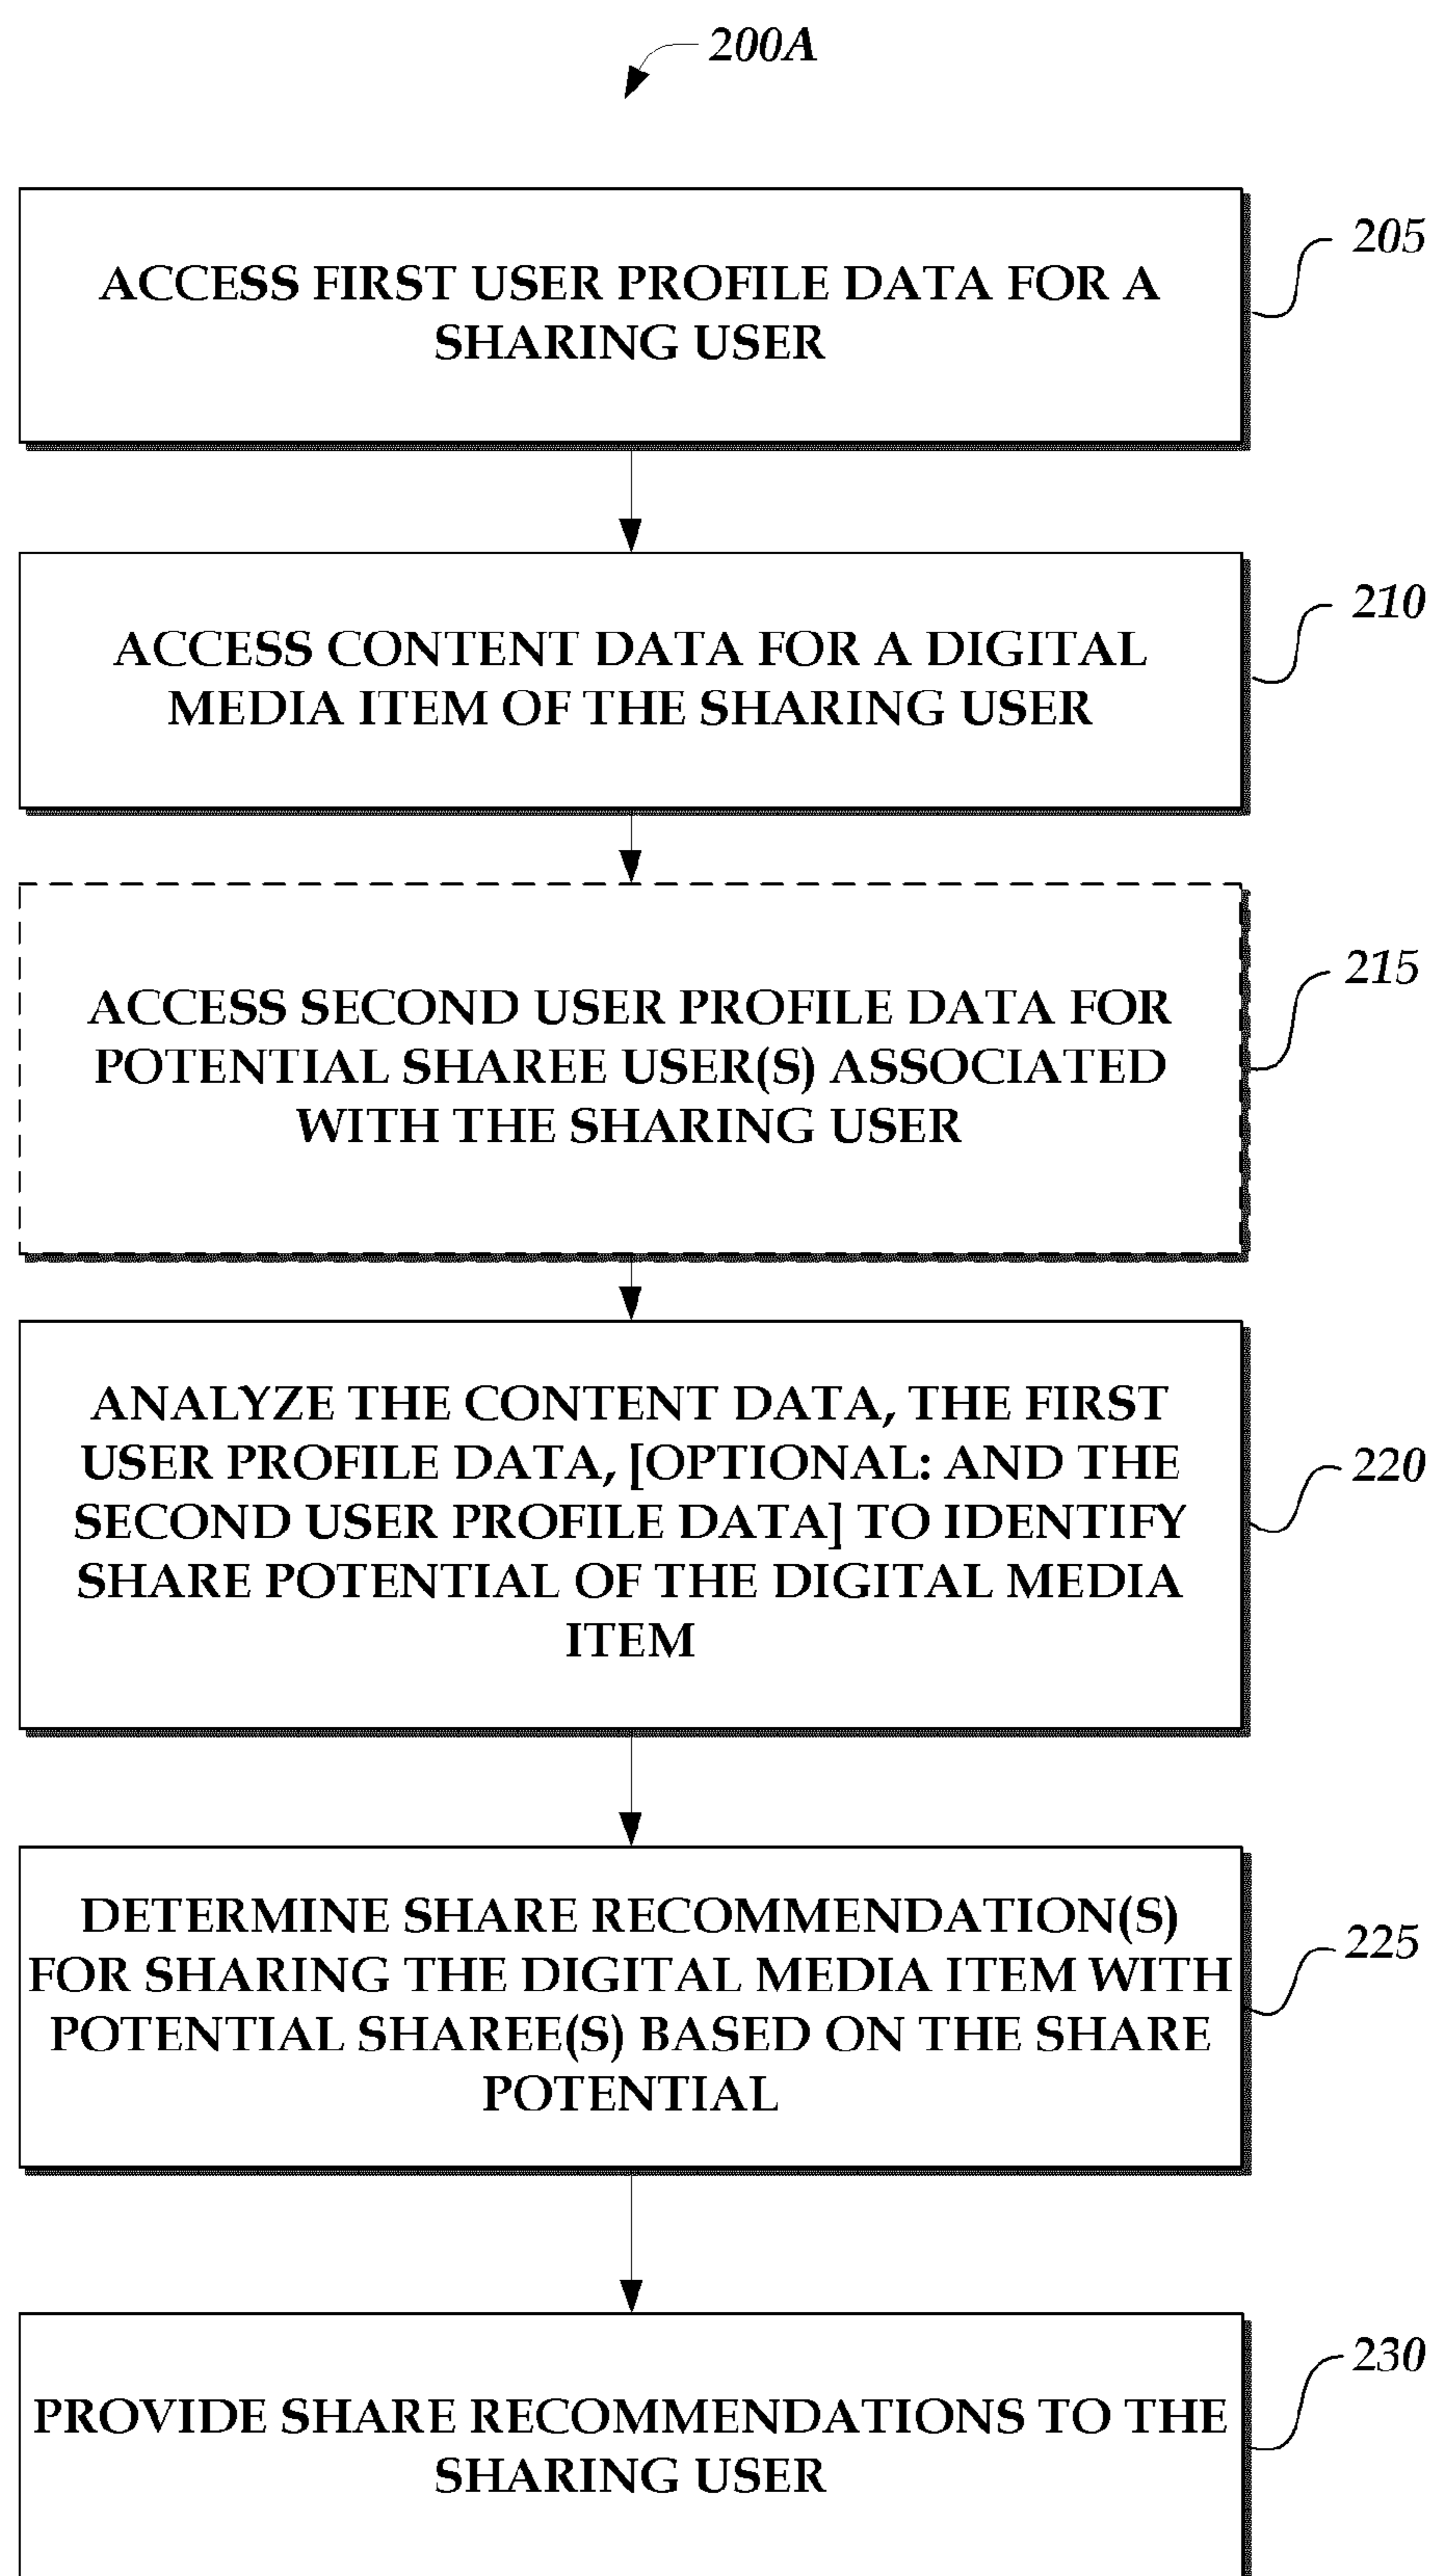 200A
205
ACCESS FIRST USER PROFILE DATA FOR A
SHARING USER
210
ACCESS CONTENT DATA FOR A DIGITAL
MEDIA ITEM OF THE SHARING USER
215
ACCESS SECOND USER PROFILE DATA FOR
POTENTIAL SHAREE USER(S) ASSOCIATED
WITH THE SHARING USER
220
ANALYZE THE CONTENT DATA, THE FIRST
USER PROFILE DATA, [OPTIONAL: AND THE
SECOND USER PROFILE DATA] TO IDENTIFY
SHARE POTENTIAL OF THE DIGITAL MEDIA
ITEM
225
DETERMINE SHARE RECOMMENDATION(S)
FOR SHARING THE DIGITAL MEDIA ITEM WITH
POTENTIAL SHAREE(S) BASED ON THE SHARE
POTENTIAL
230
PROVIDE SHARE RECOMMENDATIONS TO THE
SHARING USER